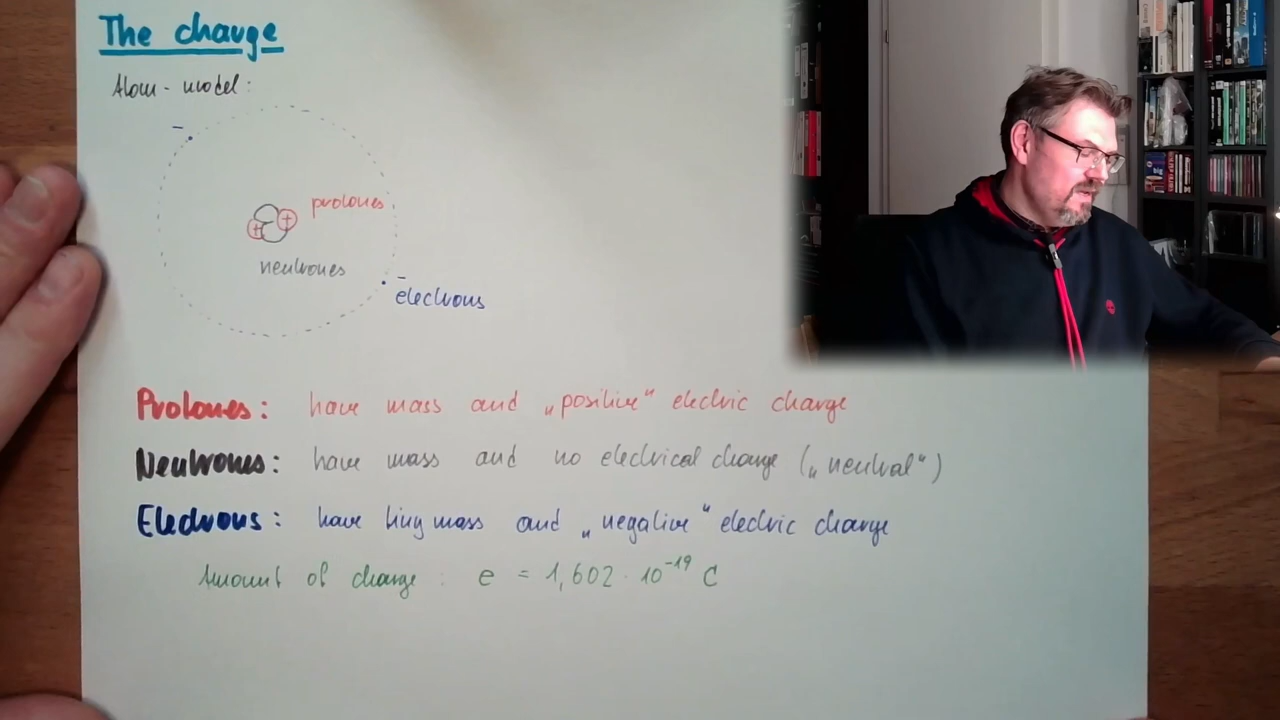 The charge
Atom-model:
−
+
+
protones
neutrones
−
electrons
Protones: have mass and „positive“ electric charge
Neutrones: have mass and no electrical charge („neutral“)
Electrons: have tiny mass and „negative“ electric charge
Amount of charge: e = 1,602 · 10⁻¹⁹ C